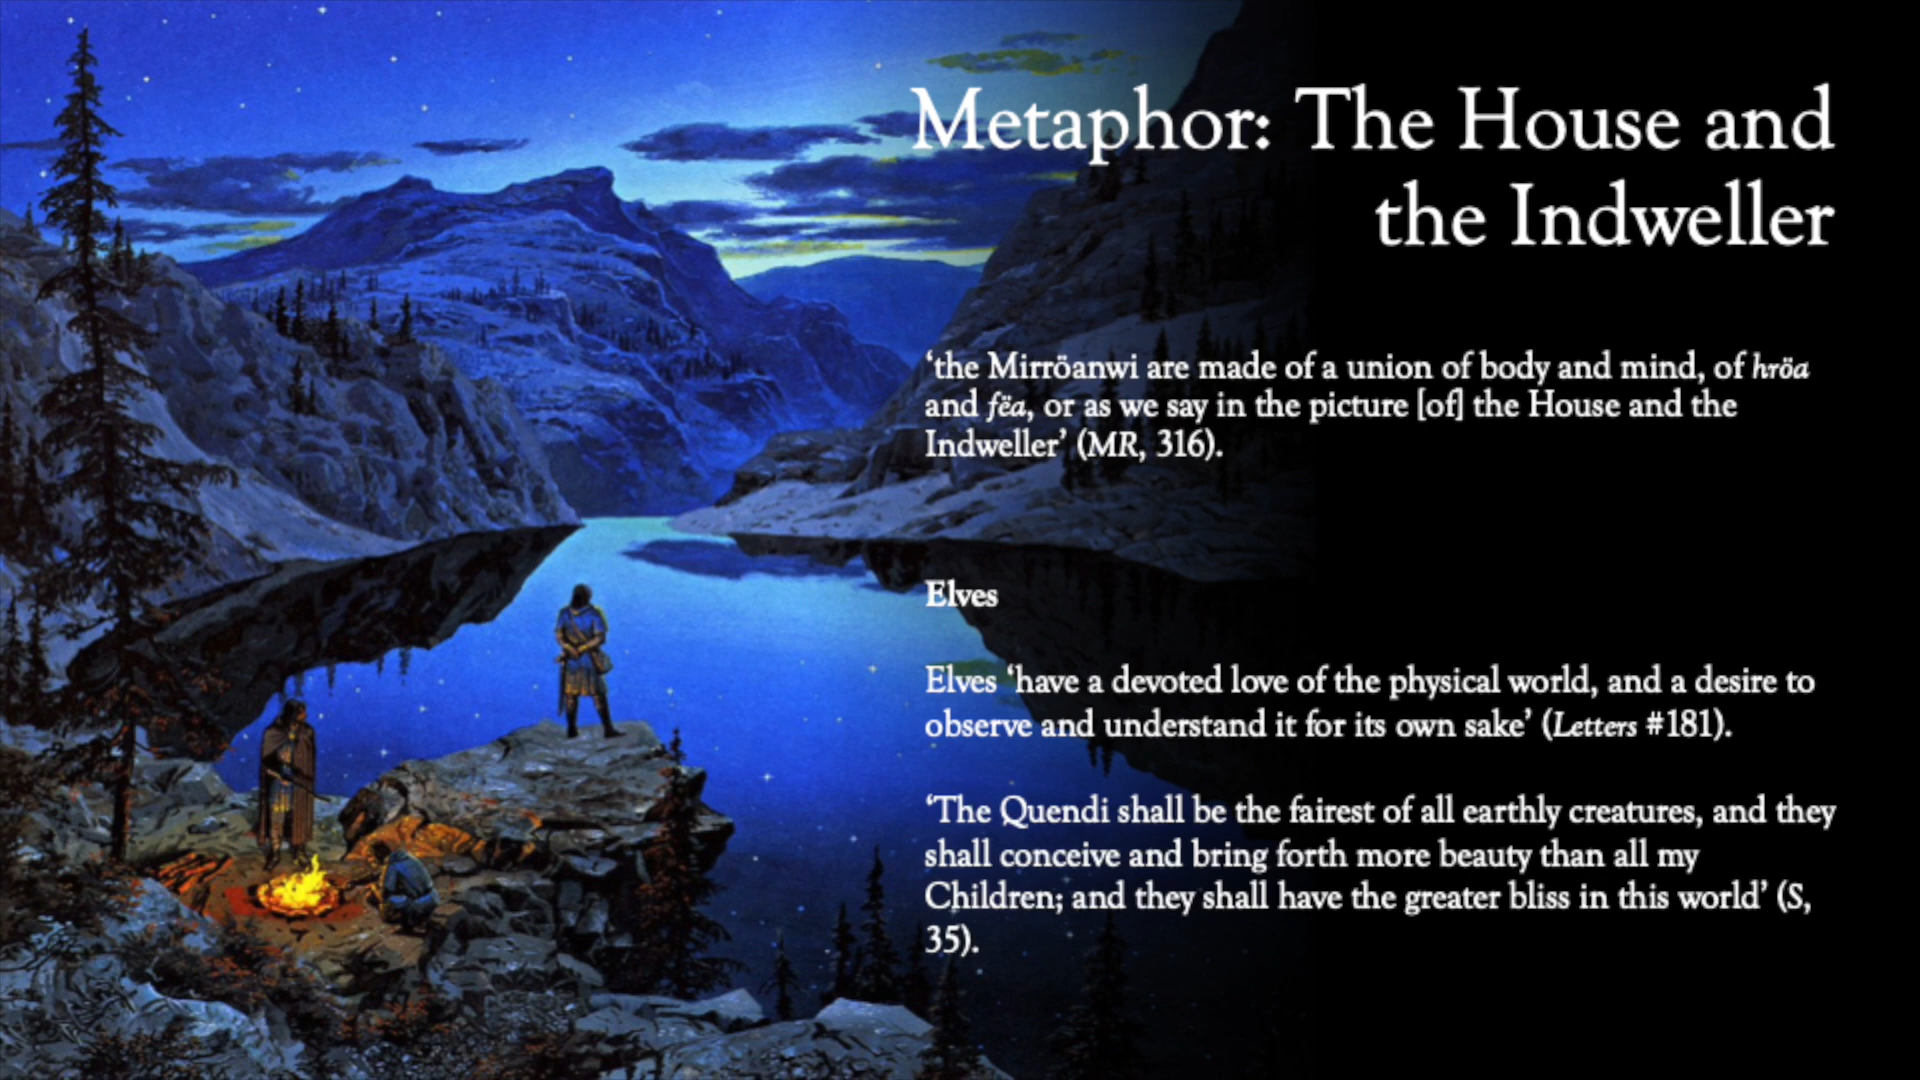 Metaphor: The House and
the Indweller
‘the Mirröanwi are made of a union of body and mind, of hröa
and fëa, or as we say in the picture [of] the House and the
Indweller’ (MR, 316).
Elves
Elves ‘have a devoted love of the physical world, and a desire to
observe and understand it for its own sake’ (Letters #181).
‘The Quendi shall be the fairest of all earthly creatures, and they
shall conceive and bring forth more beauty than all my
Children; and they shall have the greater bliss in this world’ (S,
35).